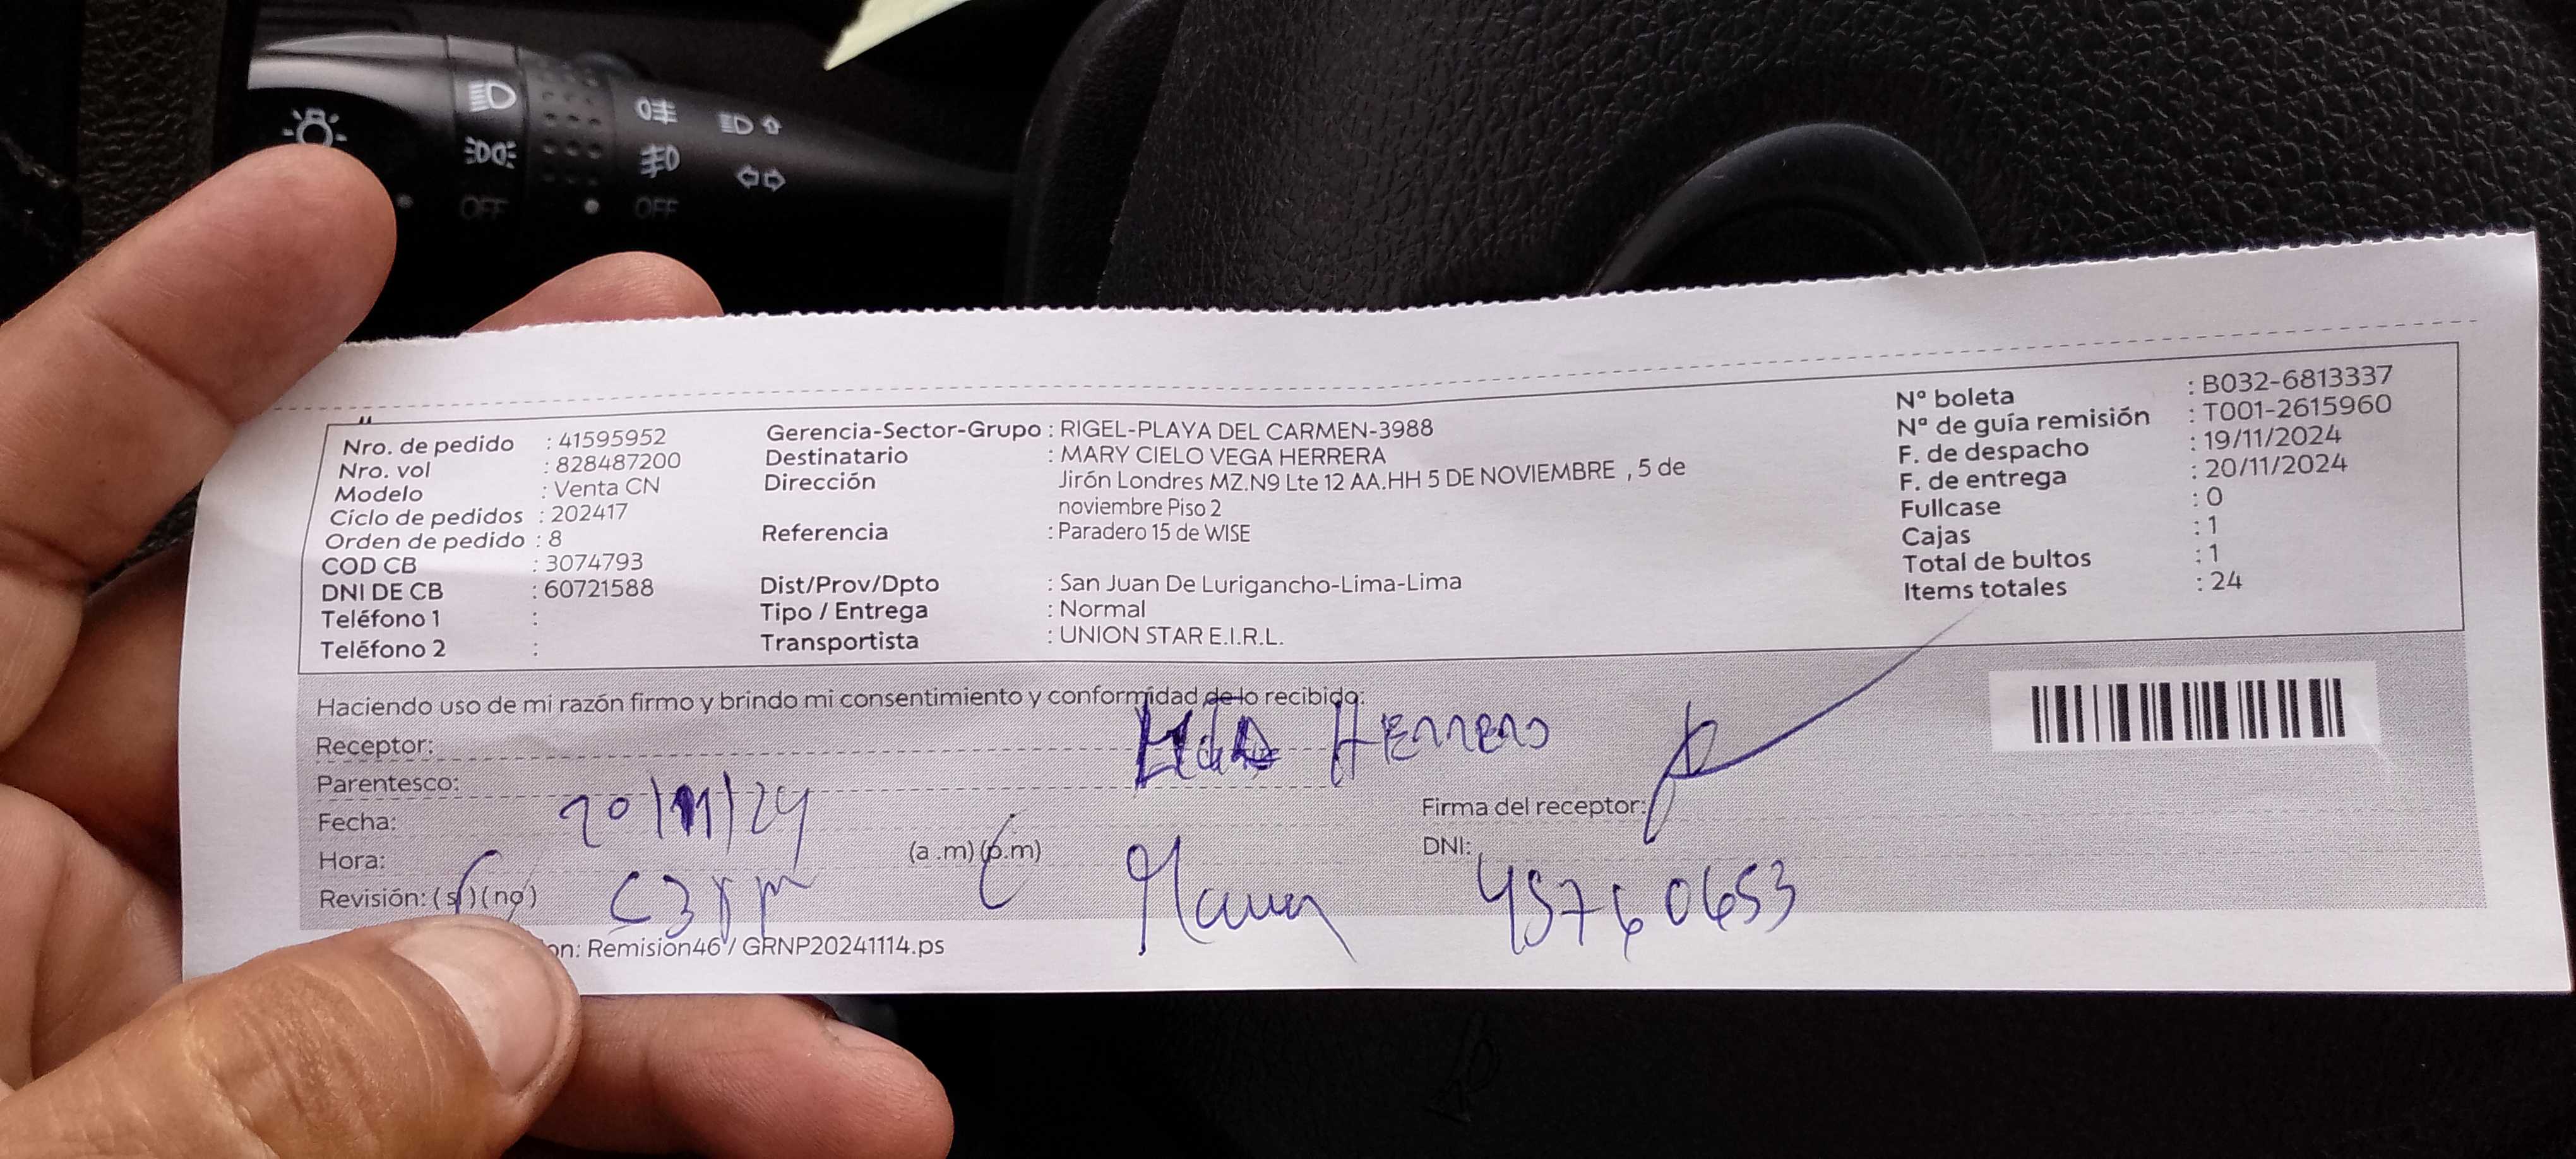 OFF OFF
Nro. de pedido : 41595952
Nro. vol : 828487200
Modelo : Venta CN
Ciclo de pedidos : 202417
Orden de pedido : 8
COD CB : 3074793
DNI DE CB : 60721588
Teléfono 1 :
Teléfono 2 :
Gerencia-Sector-Grupo : RIGEL-PLAYA DEL CARMEN-3988
Destinatario : MARY CIELO VEGA HERRERA
Dirección : Jirón Londres MZ.N9 Lte 12 AA.HH 5 DE NOVIEMBRE , 5 de
noviembre Piso 2
Referencia : Paradero 15 de WISE
Dist/Prov/Dpto : San Juan De Lurigancho-Lima-Lima
Tipo / Entrega : Normal
Transportista : UNION STAR E.I.R.L.
Nº boleta : B032-6813337
Nº de guía remisión : T001-2615960
F. de despacho : 19/11/2024
F. de entrega : 20/11/2024
Fullcase : 0
Cajas : 1
Total de bultos : 1
Items totales : 24
Haciendo uso de mi razón firmo y brindo mi consentimiento y conformidad de lo recibido:
Receptor: Herrera
Parentesco:
Fecha: 20/11/24
Hora: (a .m) (p.m)
Revisión: (si) (no)
Firma del receptor:
DNI: 45760653
on: Remision46 / GRNP20241114.ps